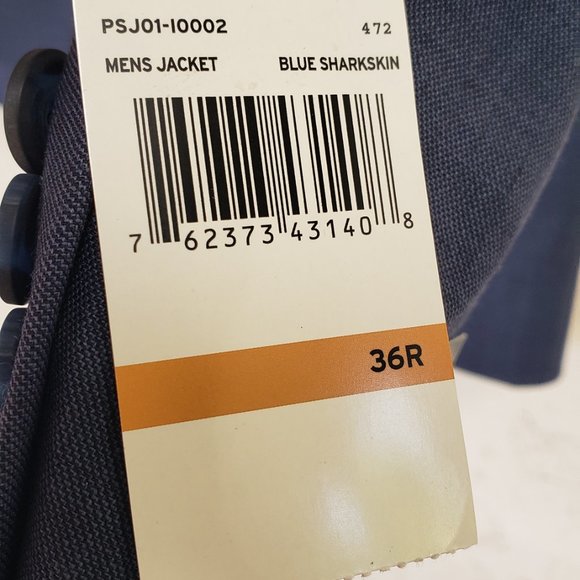 PSJ01-10002 472
MENS JACKET BLUE SHARKSKIN
7 62373 43140 8
36R